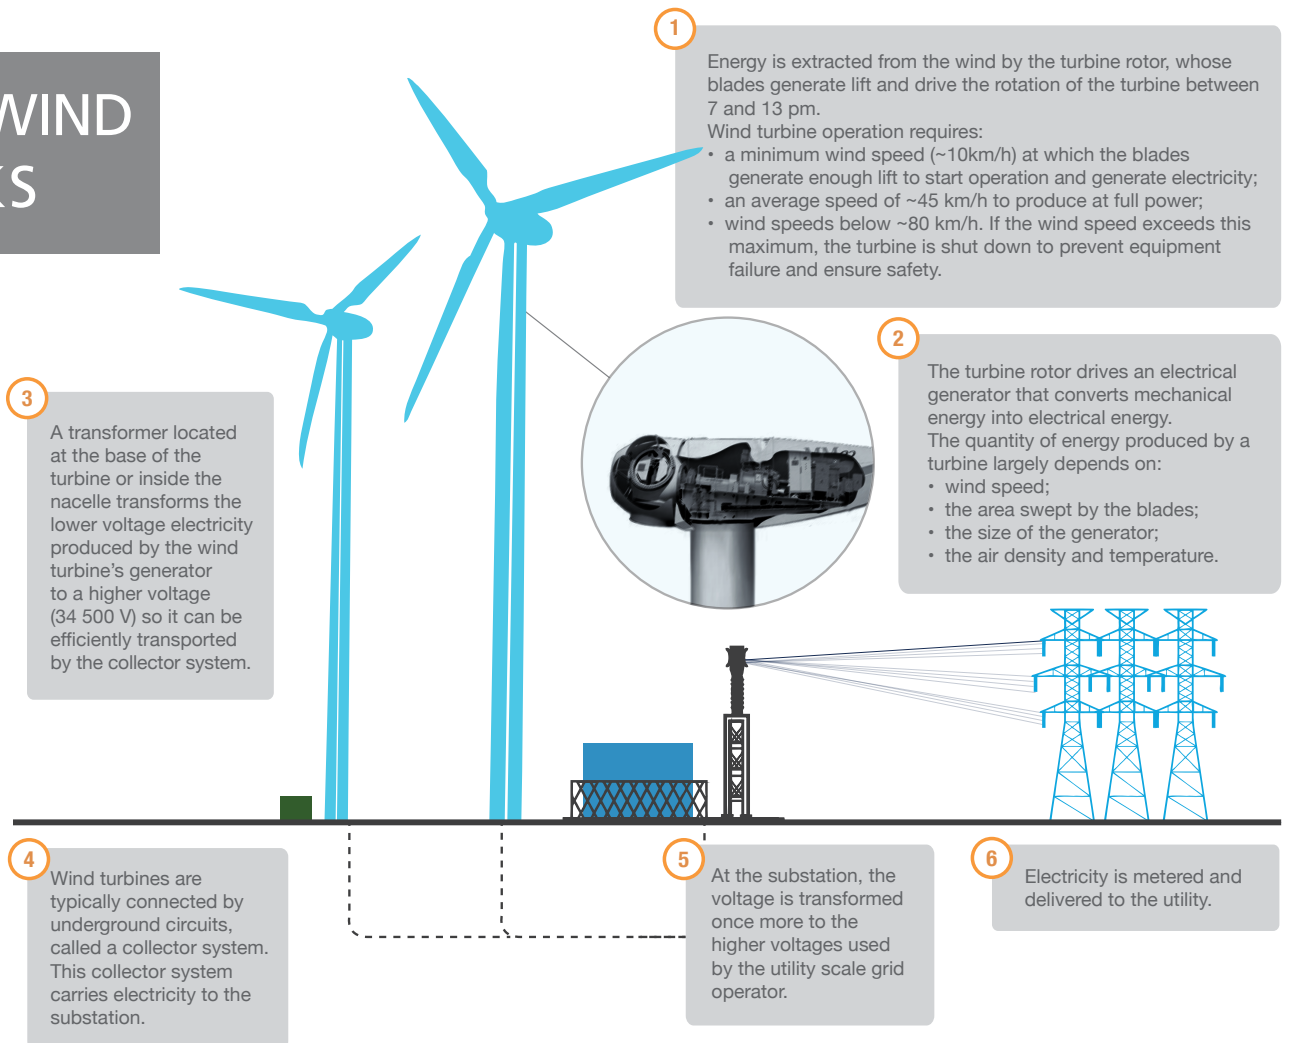 WIND
KS
1
Energy is extracted from the wind by the turbine rotor, whose
blades generate lift and drive the rotation of the turbine between
7 and 13 pm.
Wind turbine operation requires:
• a minimum wind speed (~10km/h) at which the blades
generate enough lift to start operation and generate electricity;
• an average speed of ~45 km/h to produce at full power;
• wind speeds below ~80 km/h. If the wind speed exceeds this
maximum, the turbine is shut down to prevent equipment
failure and ensure safety.
2
The turbine rotor drives an electrical
generator that converts mechanical
energy into electrical energy.
The quantity of energy produced by a
turbine largely depends on:
• wind speed;
• the area swept by the blades;
• the size of the generator;
• the air density and temperature.
3
A transformer located
at the base of the
turbine or inside the
nacelle transforms the
lower voltage electricity
produced by the wind
turbine’s generator
to a higher voltage
(34 500 V) so it can be
efficiently transported
by the collector system.
4
Wind turbines are
typically connected by
underground circuits,
called a collector system.
This collector system
carries electricity to the
substation.
5
At the substation, the
voltage is transformed
once more to the
higher voltages used
by the utility scale grid
operator.
6
Electricity is metered and
delivered to the utility.